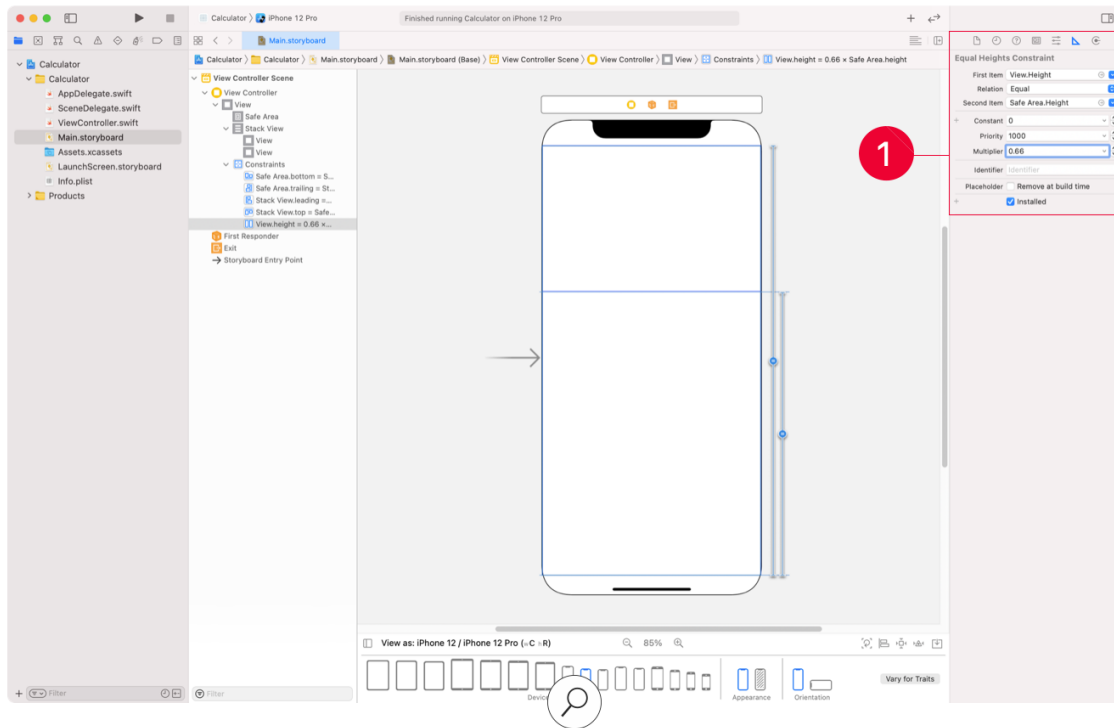 Calculator > iPhone 12 Pro
Finished running Calculator on iPhone 12 Pro
Main.storyboard
Calculator
Calculator
AppDelegate.swift
SceneDelegate.swift
ViewController.swift
Main.storyboard
Assets.xcassets
LaunchScreen.storyboard
Info.plist
Products
Filter
Calculator > Calculator > Main.storyboard > Main.storyboard (Base) > View Controller Scene > View Controller > View > Constraints > View.height = 0.66 × Safe Area.height
View Controller Scene
View Controller
View
Safe Area
Stack View
View
View
Constraints
Safe Area.bottom = S...
Safe Area.trailing = St...
Stack View.leading =...
Stack View.top = Safe...
View.height = 0.66 ×...
First Responder
Exit
Storyboard Entry Point
Filter
View as: iPhone 12 / iPhone 12 Pro (wC hR)
85%
Appearance
Orientation
Vary for Traits
1
Equal Heights Constraint
First Item View.Height
Relation Equal
Second Item Safe Area.Height
Constant 0
Priority 1000
Multiplier 0.66
Identifier Identifier
Placeholder Remove at build time
Installed